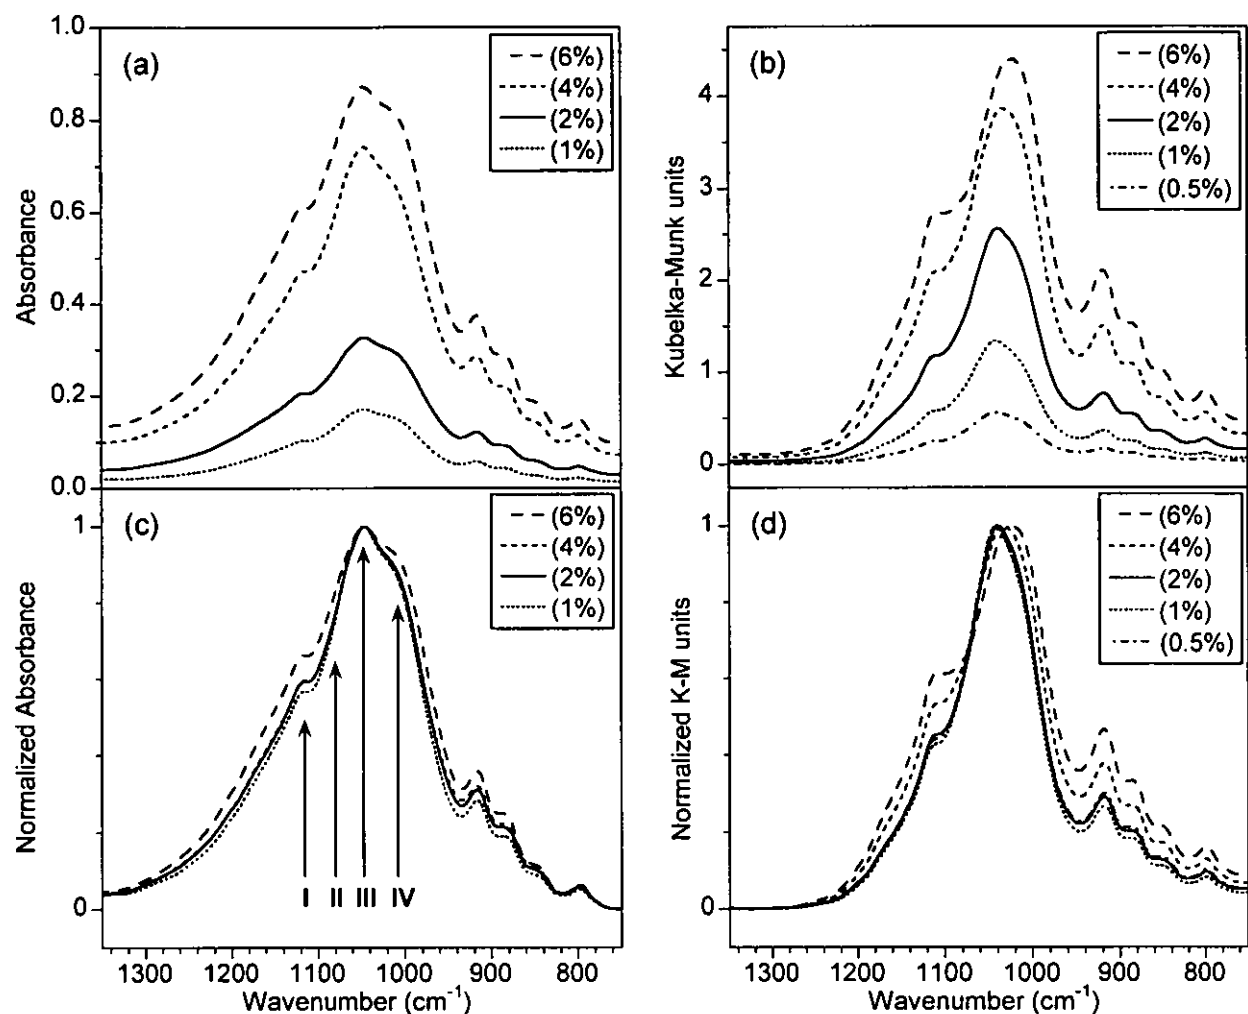 (a)
Absorbance
1.0
0.8
0.6
0.4
0.2
0.0
(6%)
(4%)
(2%)
(1%)
(b)
Kubelka-Munk units
4
3
2
1
0
(6%)
(4%)
(2%)
(1%)
(0.5%)
(c)
Normalized Absorbance
1
0
(6%)
(4%)
(2%)
(1%)
I II III IV
1300 1200 1100 1000 900 800
Wavenumber (cm⁻¹)
(d)
Normalized K-M units
1
0
(6%)
(4%)
(2%)
(1%)
(0.5%)
1300 1200 1100 1000 900 800
Wavenumber (cm⁻¹)